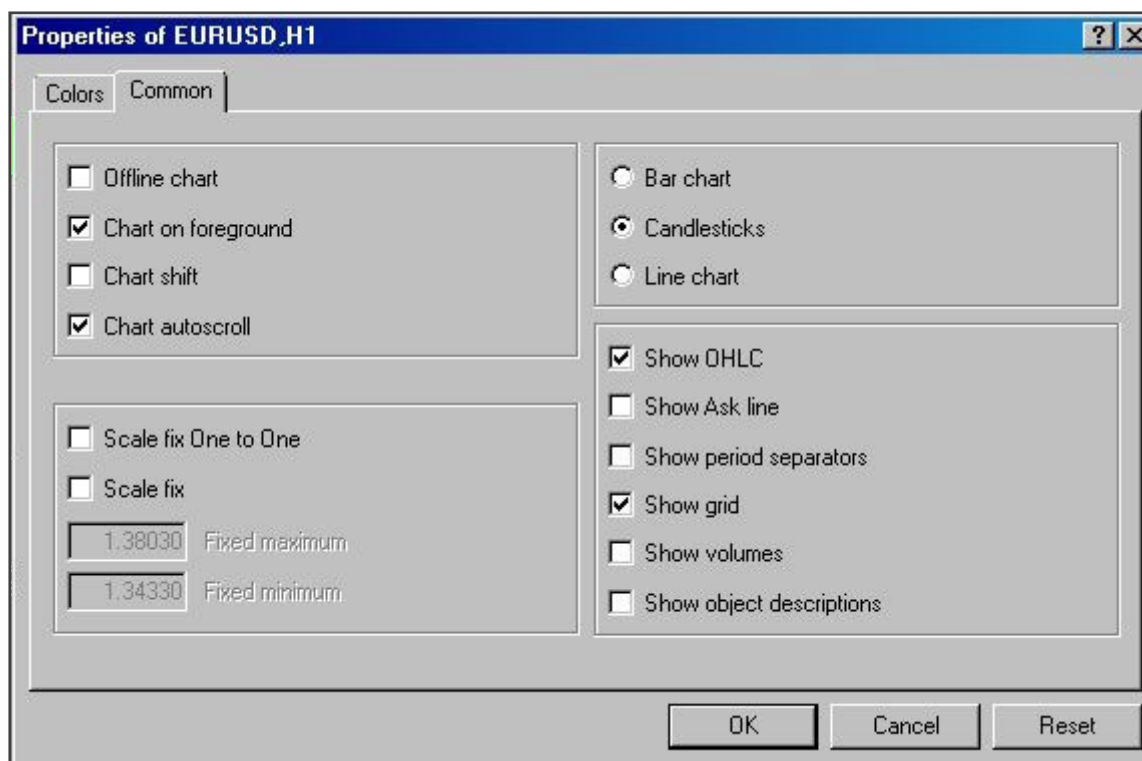 Properties of EURUSD,H1
Colors
Common
Offline chart
Chart on foreground
Chart shift
Chart autoscroll
Scale fix One to One
Scale fix
1.38030 Fixed maximum
1.34330 Fixed minimum
Bar chart
Candlesticks
Line chart
Show OHLC
Show Ask line
Show period separators
Show grid
Show volumes
Show object descriptions
OK
Cancel
Reset